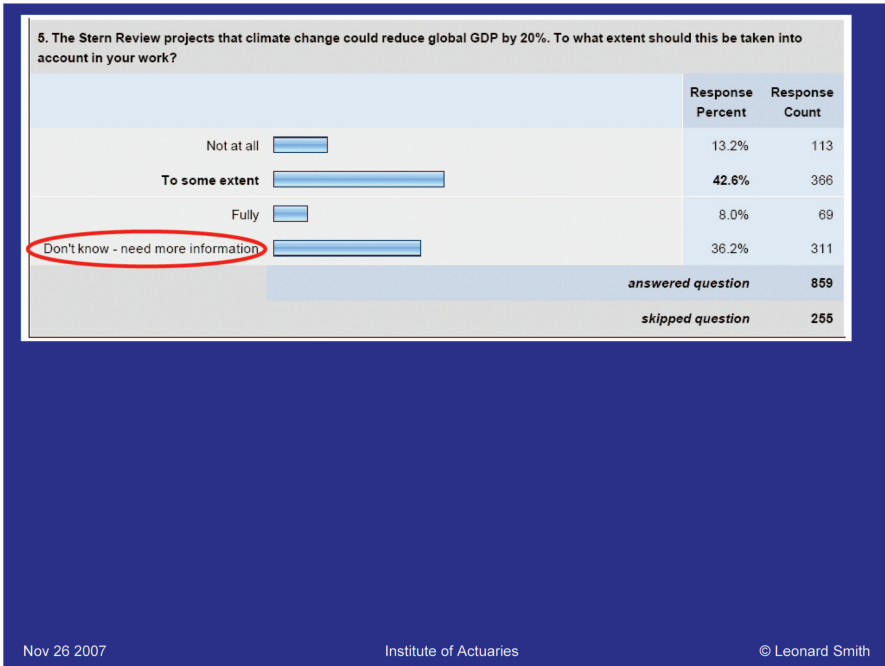 5. The Stern Review projects that climate change could reduce global GDP by 20%. To what extent should this be taken into
account in your work?
Response Percent Response Count
Not at all 13.2% 113
To some extent 42.6% 366
Fully 8.0% 69
Don't know - need more information 36.2% 311
answered question 859
skipped question 255
Nov 26 2007 Institute of Actuaries © Leonard Smith